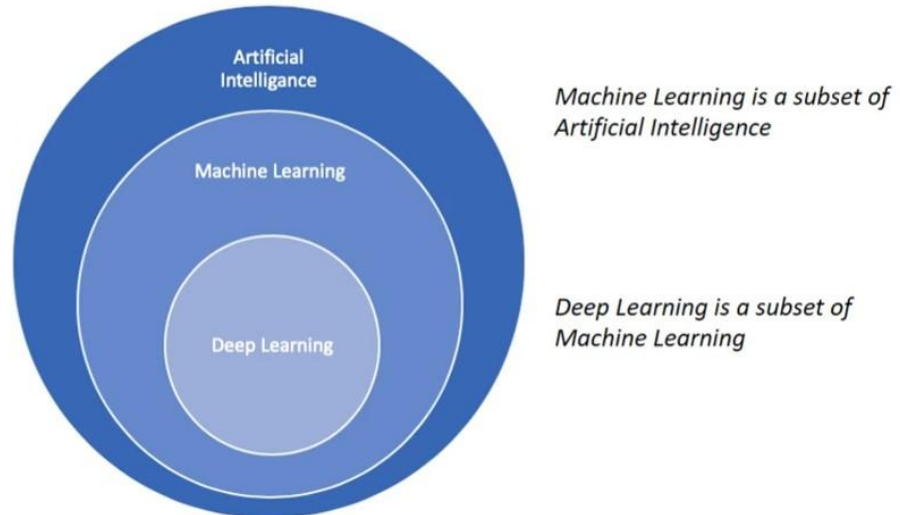 Artificial
Intelligance
Machine Learning is a subset of
Artificial Intelligence
Machine Learning
Deep Learning is a subset of
Machine Learning
Deep Learning